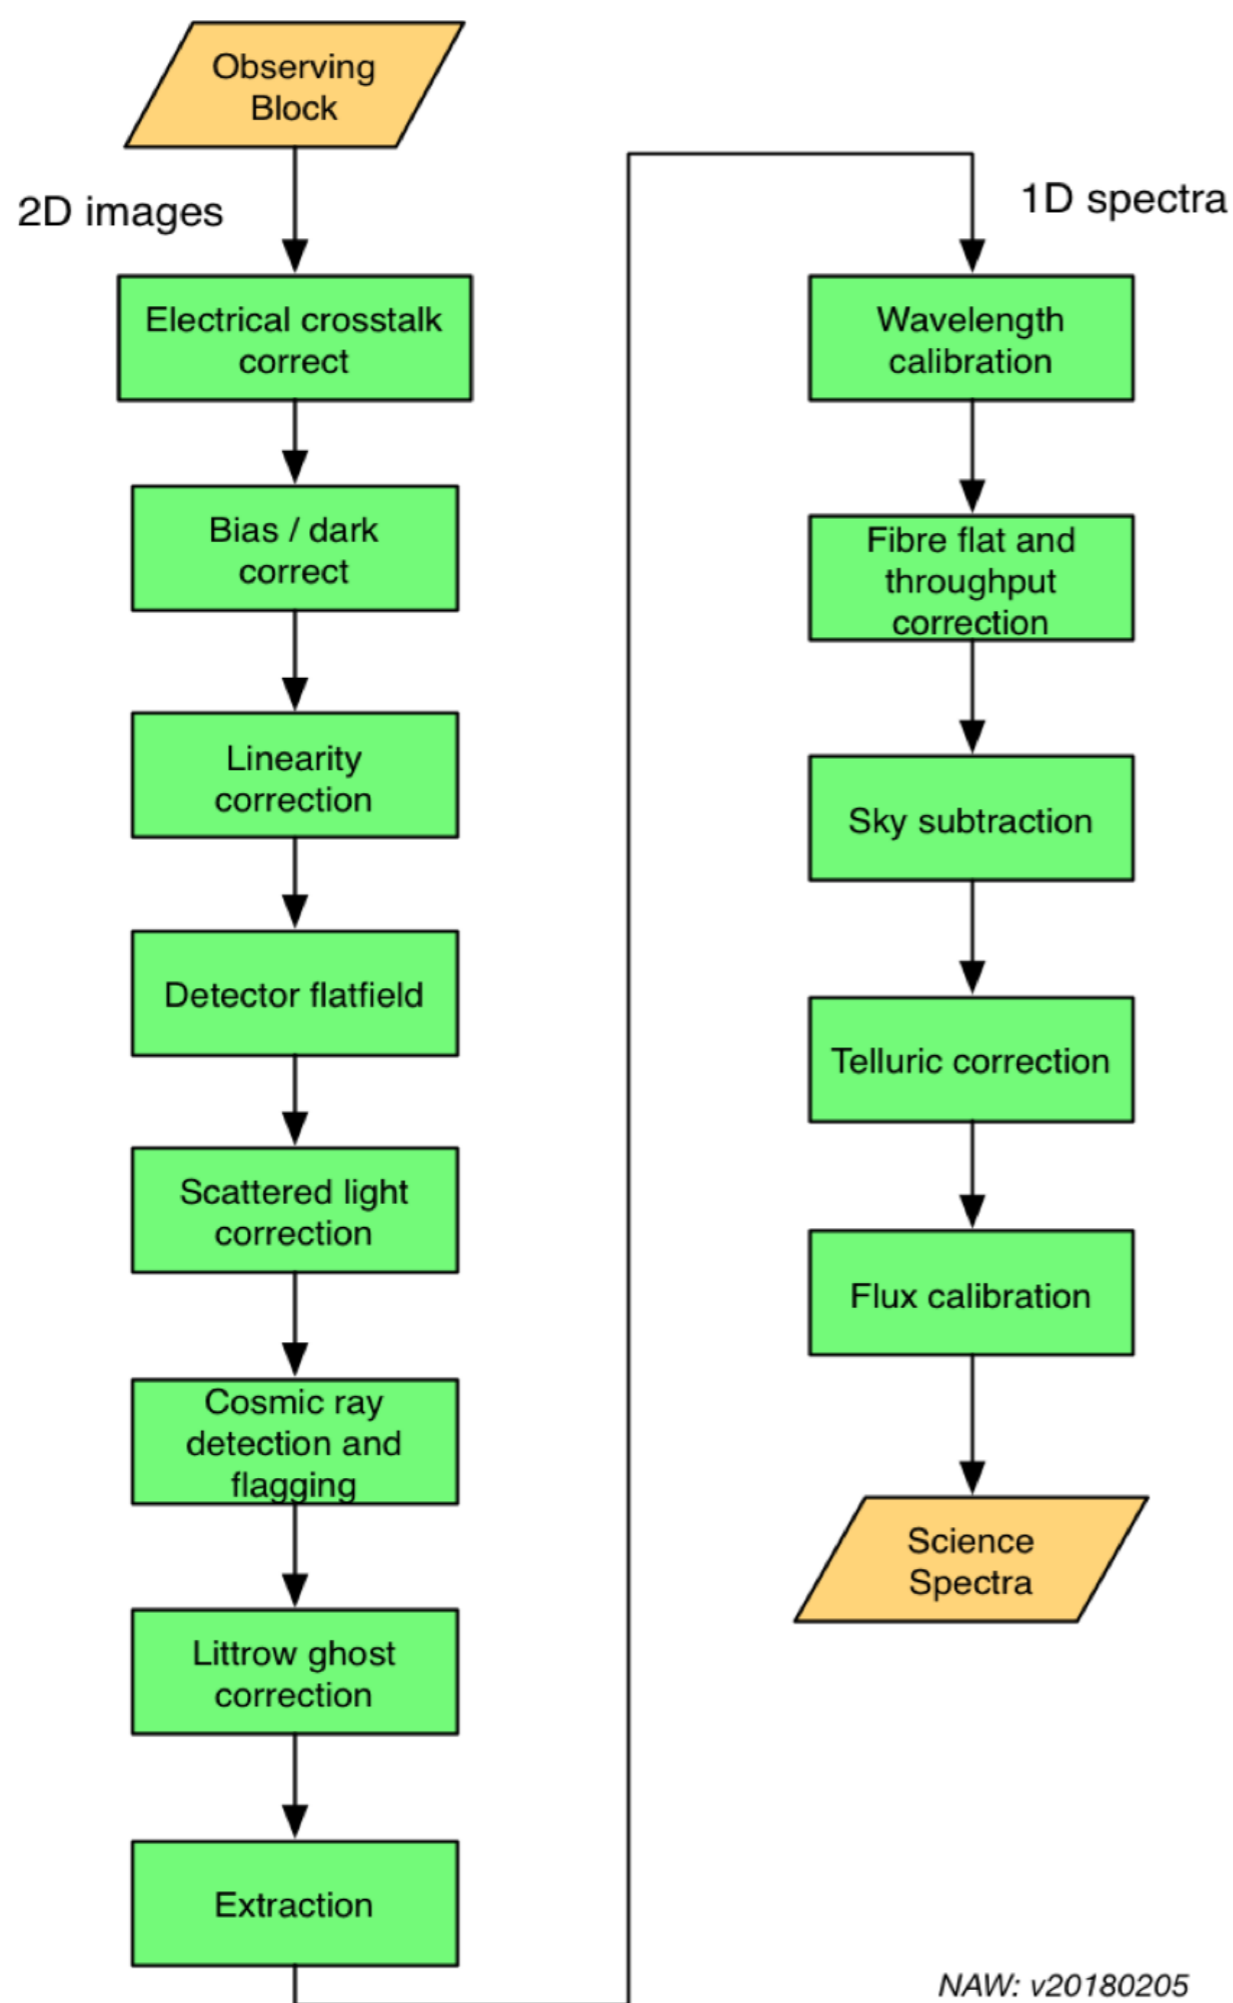 Observing
Block
2D images
Electrical crosstalk
correct
Bias / dark
correct
Linearity
correction
Detector flatfield
Scattered light
correction
Cosmic ray
detection and
flagging
Littrow ghost
correction
Extraction
1D spectra
Wavelength
calibration
Fibre flat and
throughput
correction
Sky subtraction
Telluric correction
Flux calibration
Science
Spectra
NAW: v20180205